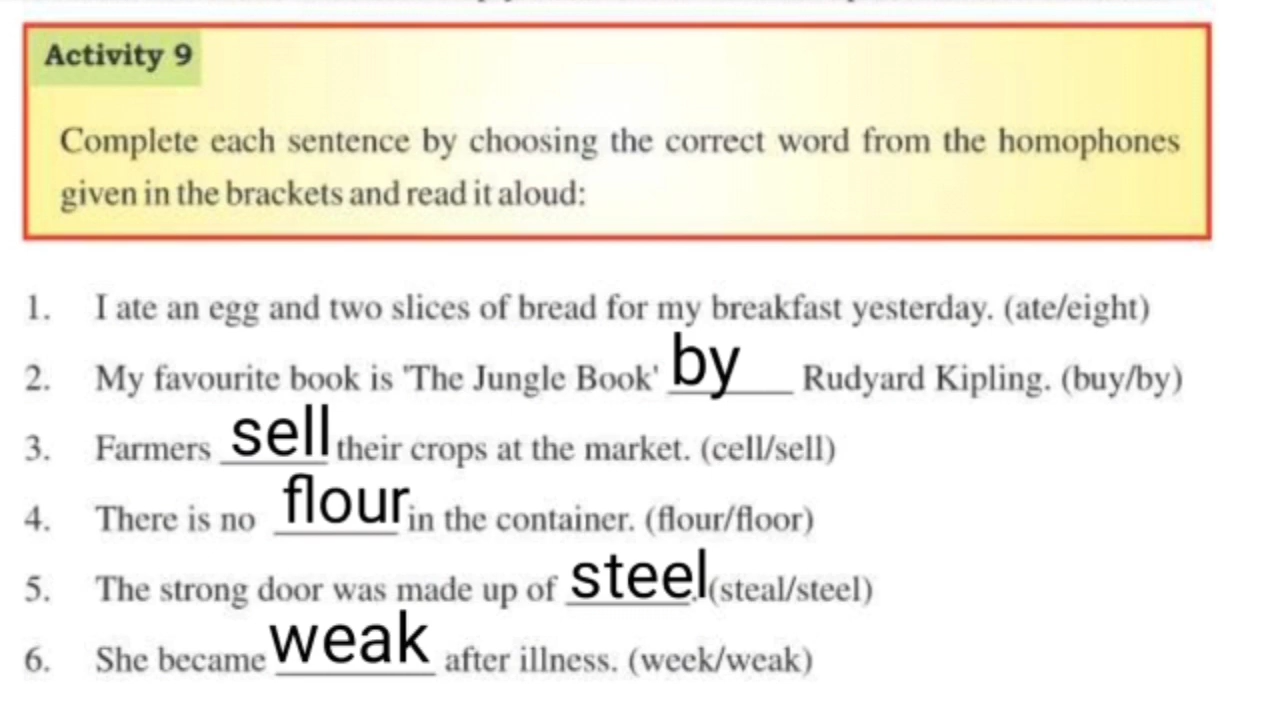 Activity 9
Complete each sentence by choosing the correct word from the homophones
given in the brackets and read it aloud:
1. I ate an egg and two slices of bread for my breakfast yesterday. (ate/eight)
2. My favourite book is 'The Jungle Book' by Rudyard Kipling. (buy/by)
3. Farmers sell their crops at the market. (cell/sell)
4. There is no flour in the container. (flour/floor)
5. The strong door was made up of steel. (steal/steel)
6. She became weak after illness. (week/weak)